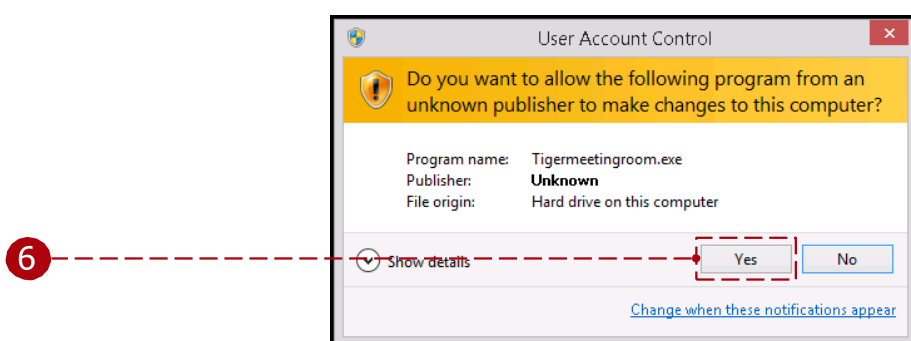 User Account Control
Do you want to allow the following program from an
unknown publisher to make changes to this computer?
Program name: Tigermeetingroom.exe
Publisher: Unknown
File origin: Hard drive on this computer
6
Show details
Yes
No
Change when these notifications appear